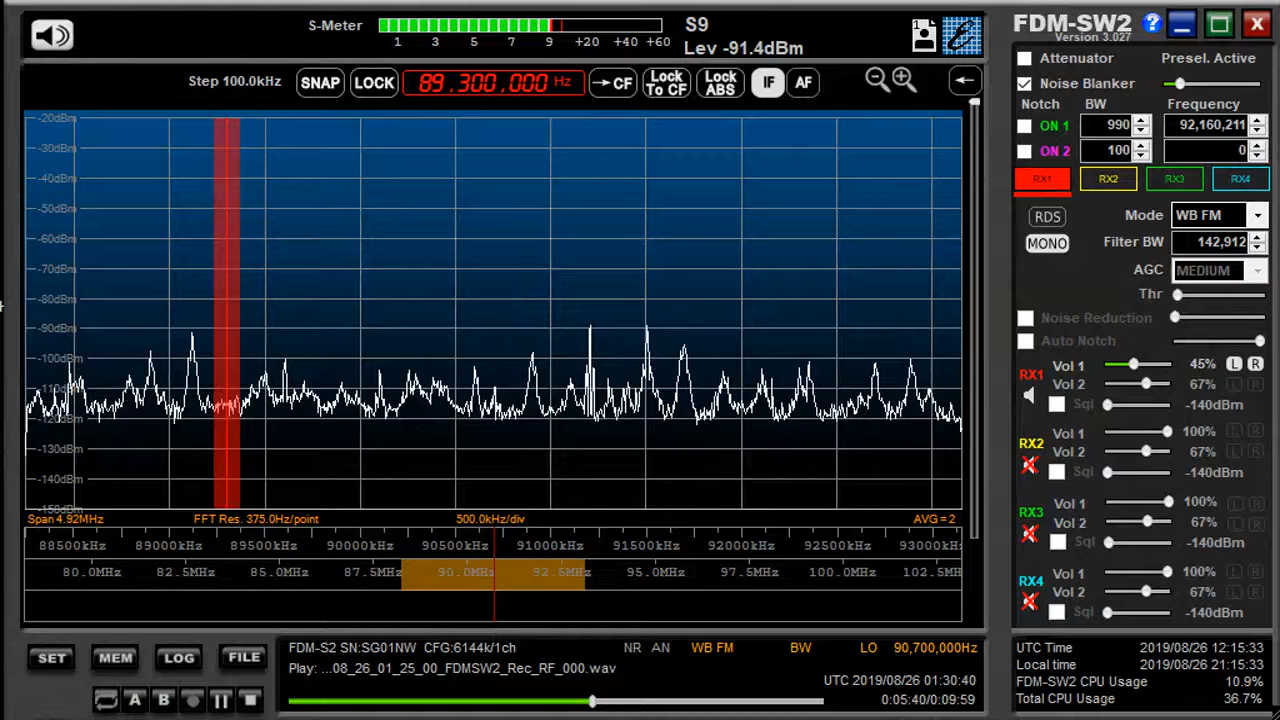 S-Meter
1 3 5 7 9 +20 +40 +60
S9
Lev -91.4dBm
1
FDM-SW2
Version 3.027
?
X
Step 100.0kHz
SNAP
LOCK
89,300,000 Hz
→CF
Lock To CF
Lock ABS
IF
AF
-20dBm
-30dBm
-40dBm
-50dBm
-60dBm
-70dBm
-80dBm
-90dBm
-100dBm
-110dBm
-120dBm
-130dBm
-140dBm
-150dBm
Span 4.92MHz
FFT Res. 375.0Hz/point
500.0kHz/div
AVG=2
88500kHz 89000kHz 89500kHz 90000kHz 90500kHz 91000kHz 91500kHz 92000kHz 92500kHz 93000kHz
80.0MHz 82.5MHz 85.0MHz 87.5MHz 90.0MHz 92.5MHz 95.0MHz 97.5MHz 100.0MHz 102.5MH
Attenuator
Presel. Active
Noise Blanker
Notch BW Frequency
ON 1 990 92,160,211
ON 2 100 0
RX1 RX2 RX3 RX4
RDS Mode WB FM
MONO Filter BW 142,912
AGC MEDIUM
Thr
Noise Reduction
Auto Notch
RX1
Vol 1 45% L R
Vol 2 67% L R
Sql -140dBm
RX2
Vol 1 100% L R
Vol 2 67% L R
Sql -140dBm
RX3
Vol 1 100% L R
Vol 2 67% L R
Sql -140dBm
RX4
Vol 1 100% L R
Vol 2 67% L R
Sql -140dBm
SET
MEM
LOG
FILE
A
B
FDM-S2 SN:SG01NW CFG:6144k/1ch
NR AN WB FM BW LO 90,700,000Hz
Play: ...08_26_01_25_00_FDMSW2_Rec_RF_000.wav
UTC 2019/08/26 01:30:40
0:05:40/0:09:59
UTC Time 2019/08/26 12:15:33
Local time 2019/08/26 21:15:33
FDM-SW2 CPU Usage 10.9%
Total CPU Usage 36.7%